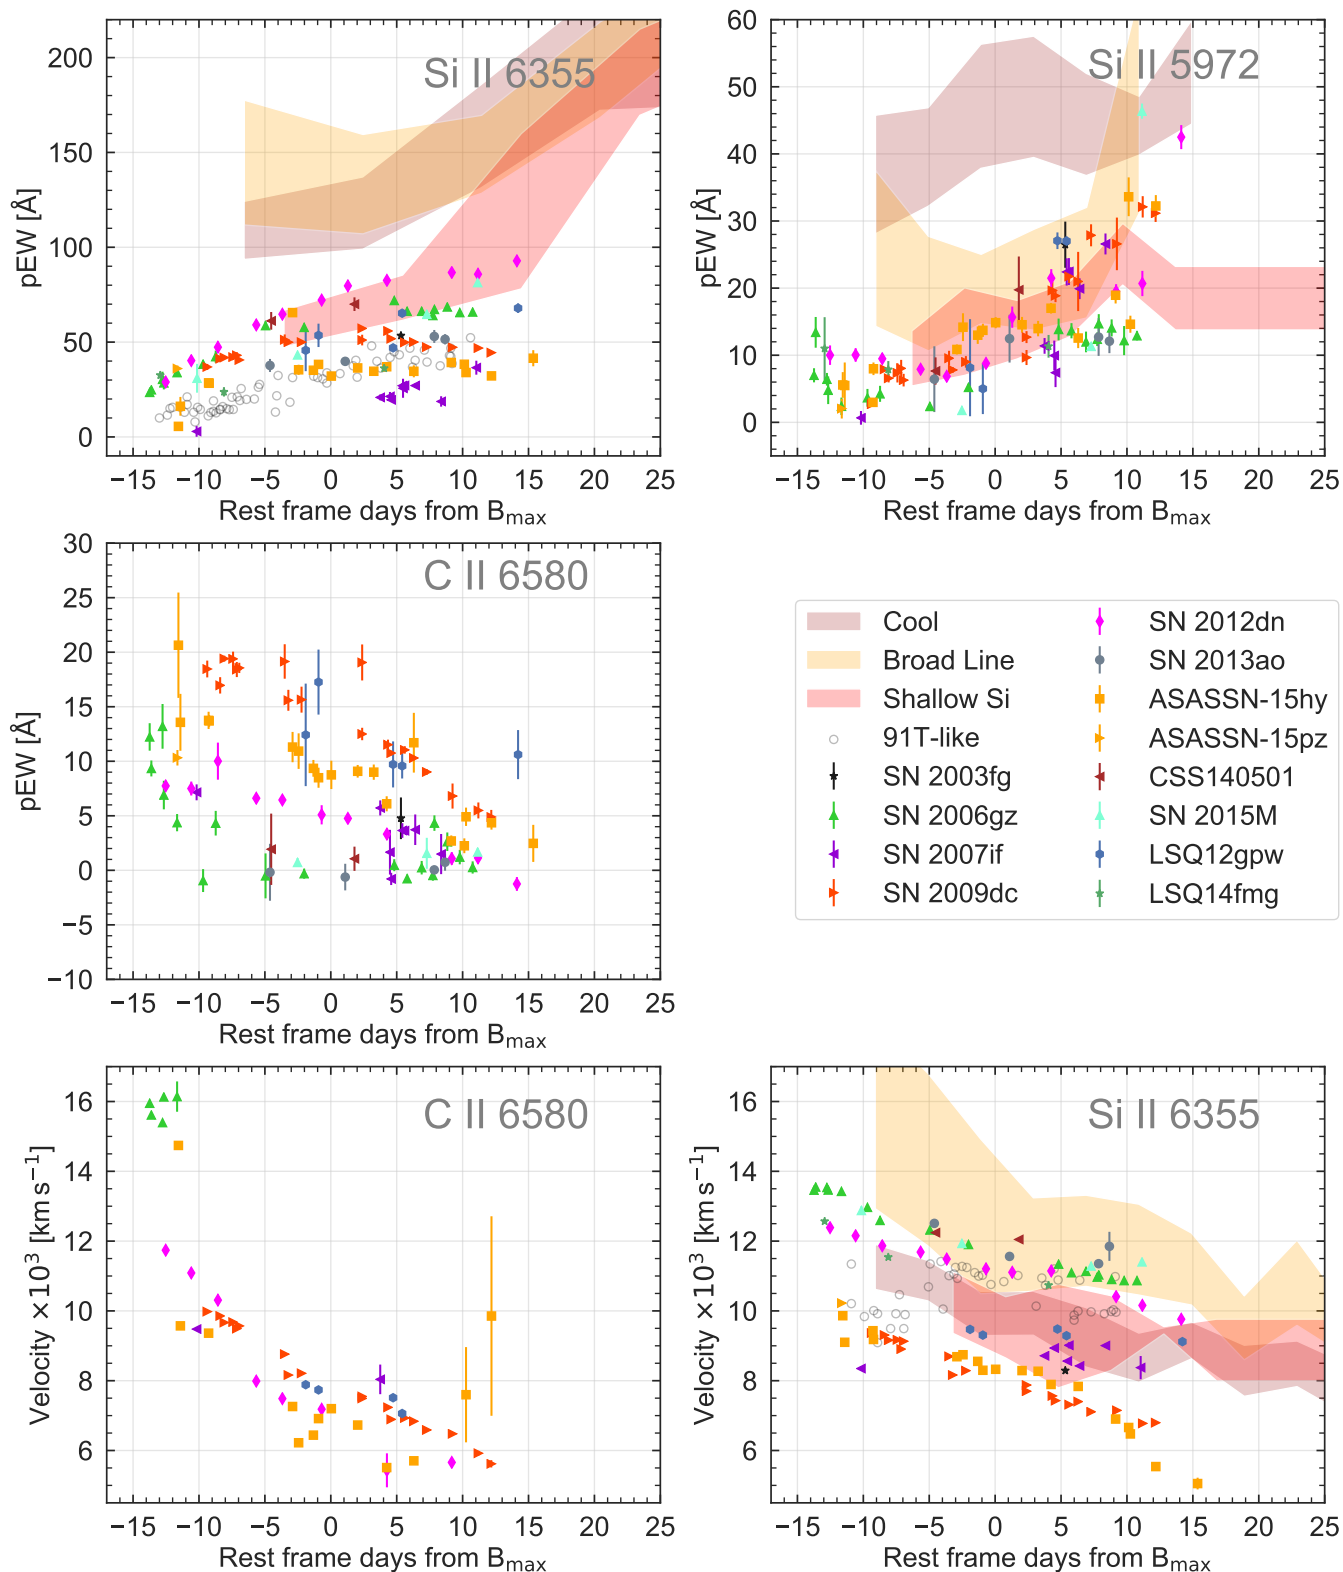 Si II 6355
pEW [Å]
200
150
100
50
0
−15 −10 −5 0 5 10 15 20 25
Rest frame days from B_max
Si II 5972
pEW [Å]
60
50
40
30
20
10
0
−15 −10 −5 0 5 10 15 20 25
Rest frame days from B_max
C II 6580
pEW [Å]
30
25
20
15
10
5
0
−5
−10
−15 −10 −5 0 5 10 15 20 25
Rest frame days from B_max
Cool
Broad Line
Shallow Si
91T-like
SN 2003fg
SN 2006gz
SN 2007if
SN 2009dc
SN 2012dn
SN 2013ao
ASASSN-15hy
ASASSN-15pz
CSS140501
SN 2015M
LSQ12gpw
LSQ14fmg
C II 6580
Velocity ×10³ [km s⁻¹]
16
14
12
10
8
6
−15 −10 −5 0 5 10 15 20 25
Rest frame days from B_max
Si II 6355
Velocity ×10³ [km s⁻¹]
16
14
12
10
8
6
−15 −10 −5 0 5 10 15 20 25
Rest frame days from B_max